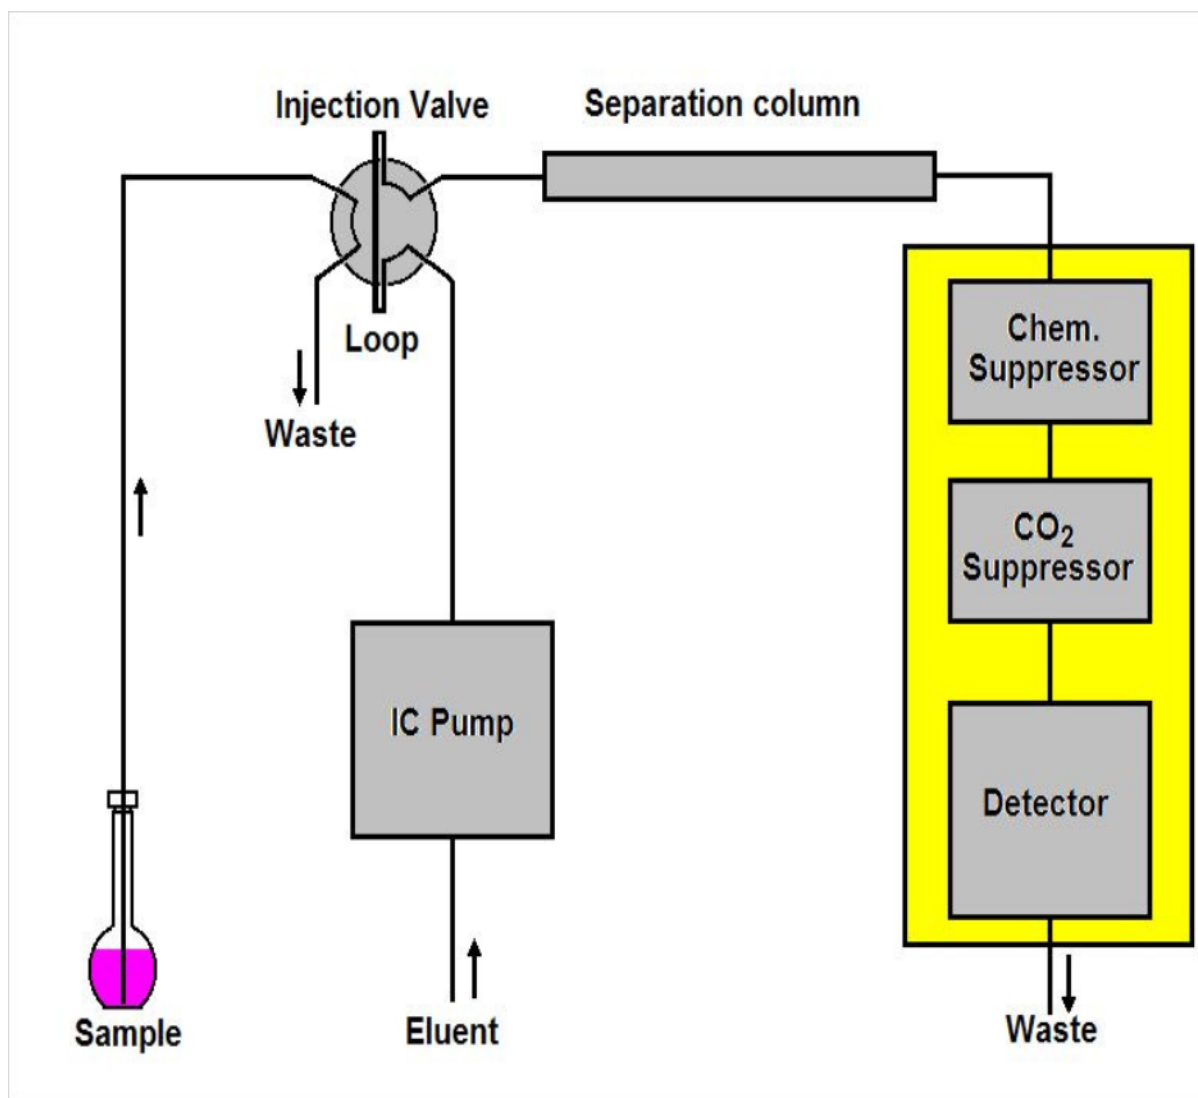 Injection Valve
Separation column
Loop
Waste
Chem.
Suppressor
CO₂
Suppressor
IC Pump
Detector
Sample
Eluent
Waste